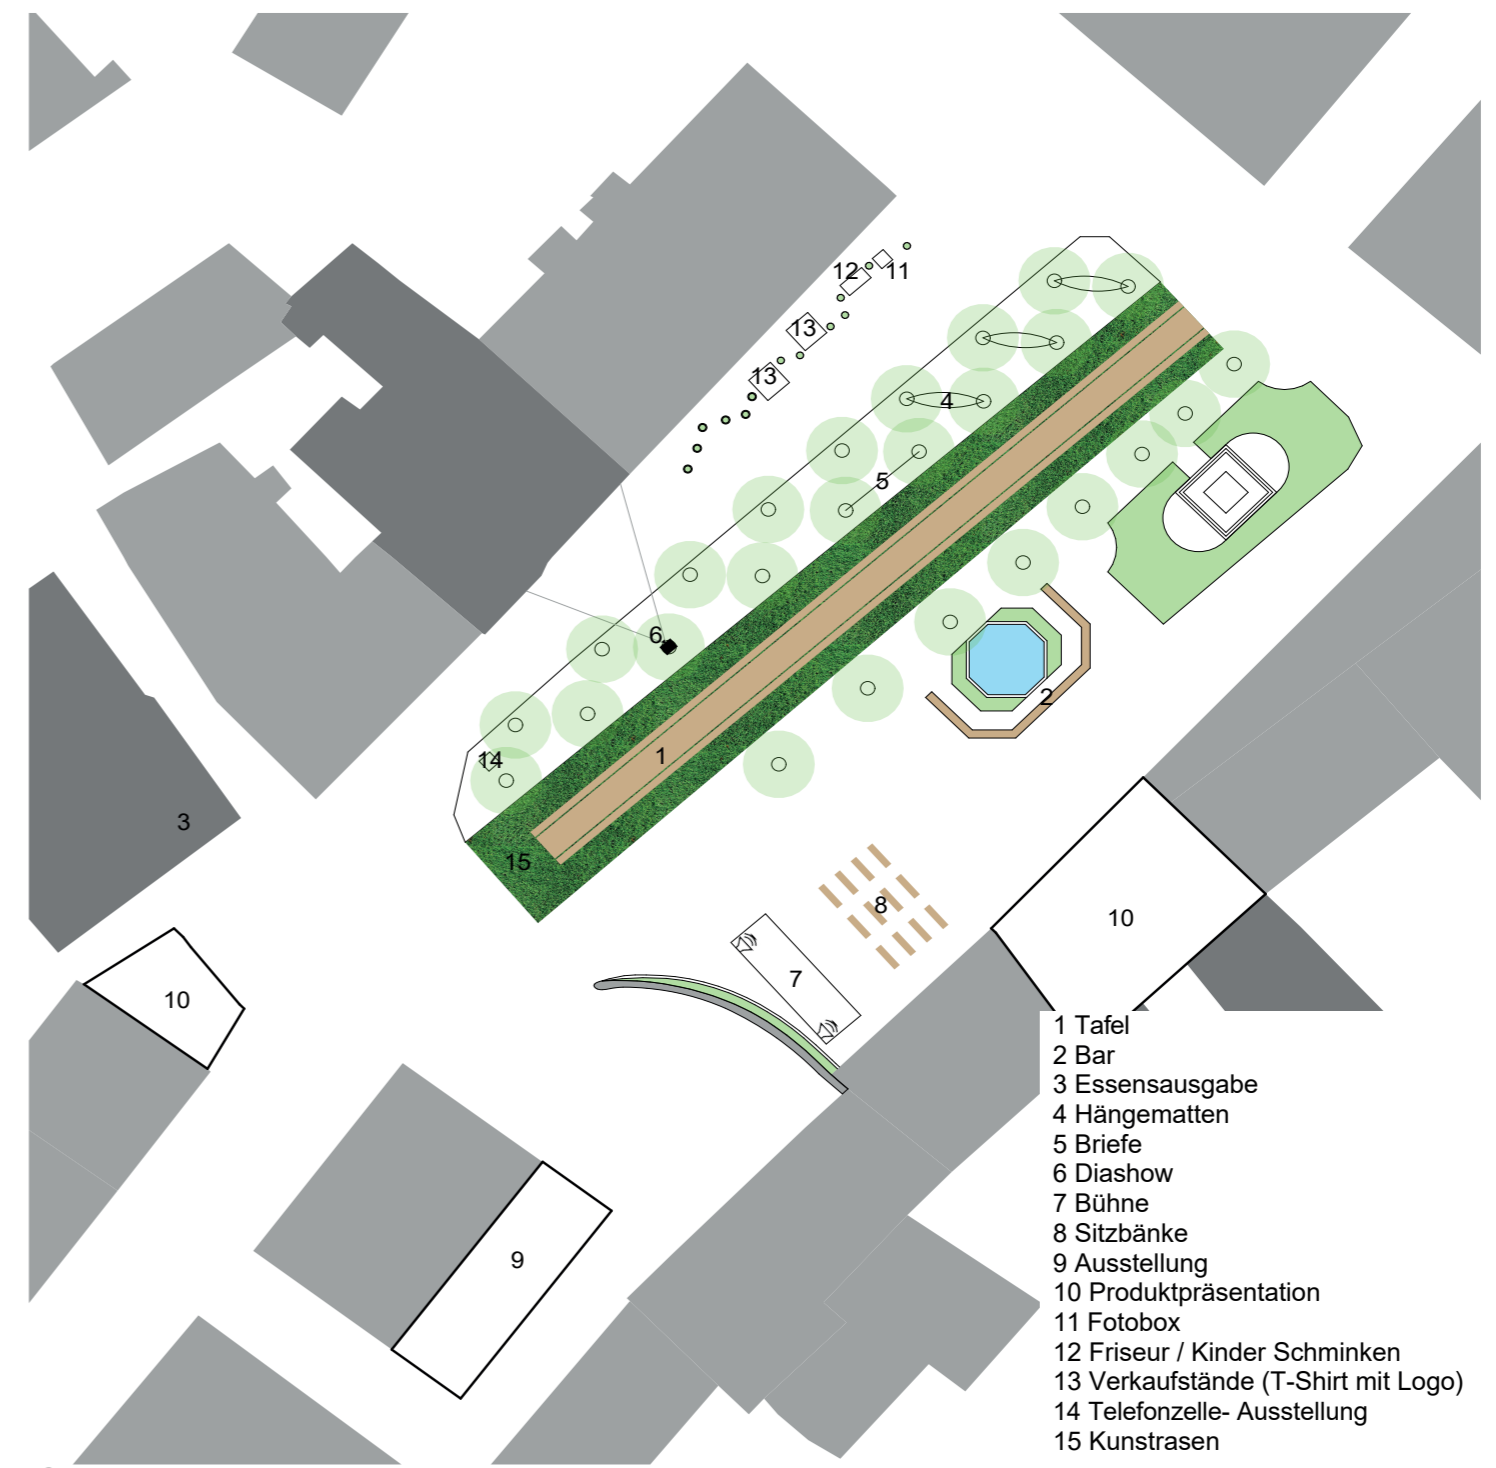 12
11
13
13
4
5
6
2
1
14
3
15
8
10
7
10
9
1 Tafel
2 Bar
3 Essensausgabe
4 Hängematten
5 Briefe
6 Diashow
7 Bühne
8 Sitzbänke
9 Ausstellung
10 Produktpräsentation
11 Fotobox
12 Friseur / Kinder Schminken
13 Verkaufstände (T-Shirt mit Logo)
14 Telefonzelle- Ausstellung
15 Kunstrasen